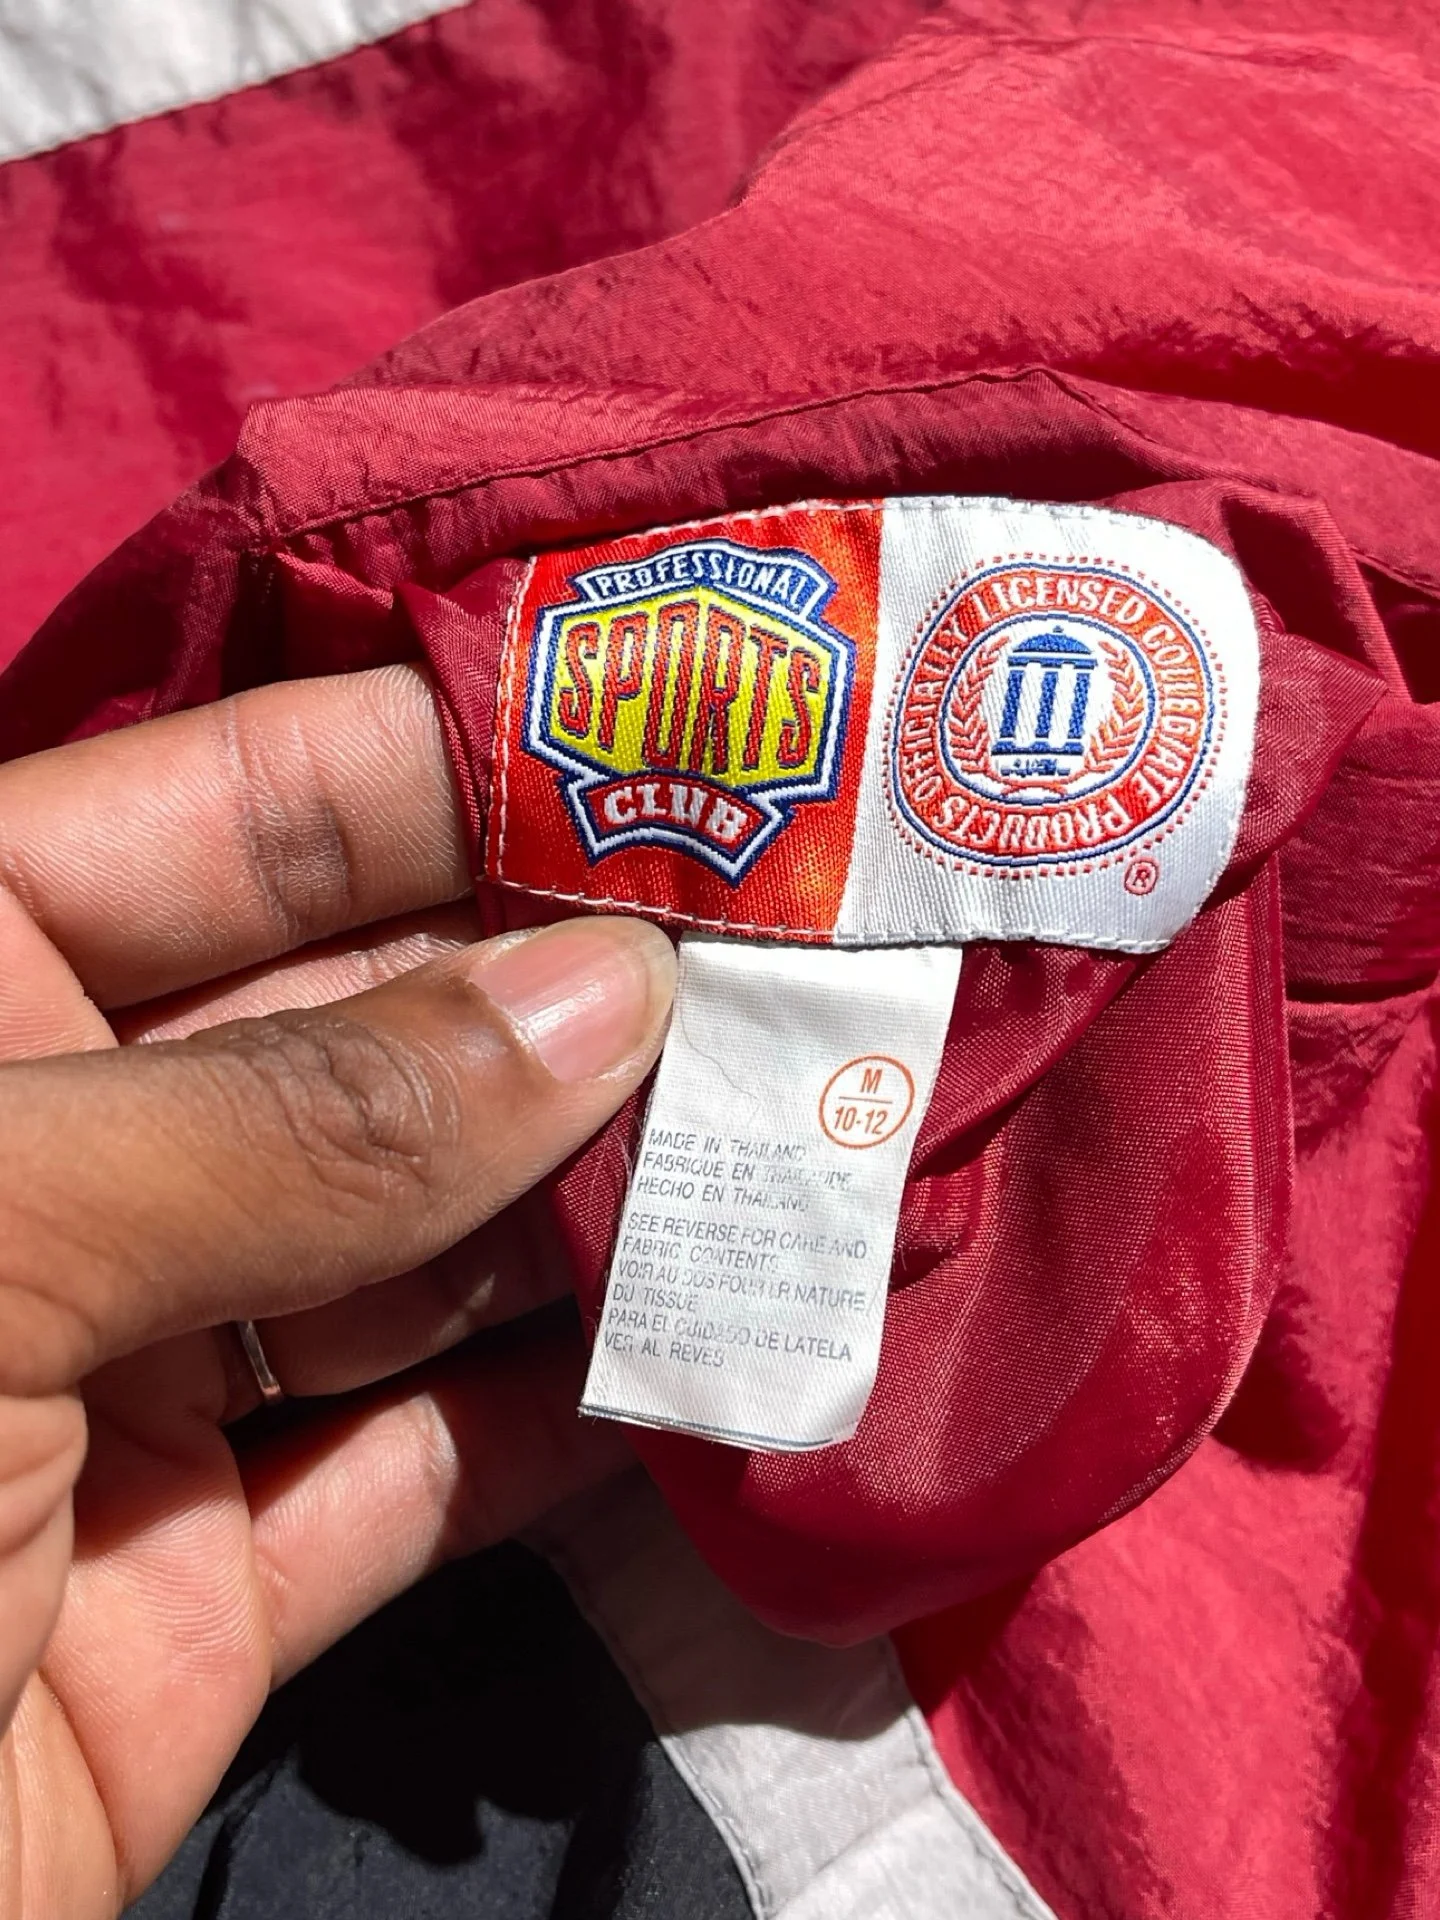 PROFESSIONAL
SPORTS
CLUB
OFFICIALLY LICENSED COLLEGIATE PRODUCTS
®
M
10-12
MADE IN THAILAND
FABRIQUE EN THAILANDE
HECHO EN THAILAND
SEE REVERSE FOR CARE AND
FABRIC CONTENTS
VOIR AU DOS POUR LA NATURE
DU TISSUE
PARA EL CUIDADO DE LA TELA
VER AL REVES